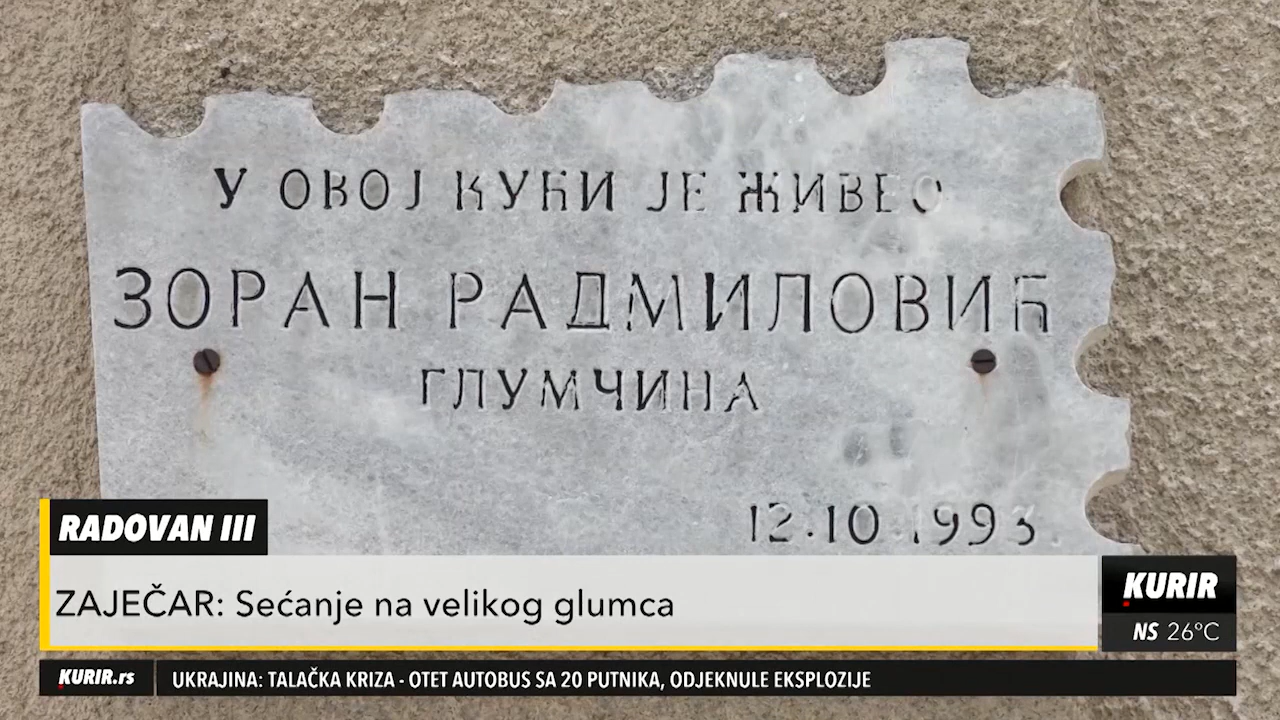 У ОВОЈ КУЋИ ЈЕ ЖИВЕО
ЗОРАН РАДМИЛОВИЋ
ГЛУМЧИНА
12.10.1993.
RADOVAN III
ZAJEČAR: Sećanje na velikog glumca
KURIR
NS 26°C
KURIR.rs
UKRAJINA: TALAČKA KRIZA - OTET AUTOBUS SA 20 PUTNIKA, ODJEKNULE EKSPLOZIJE